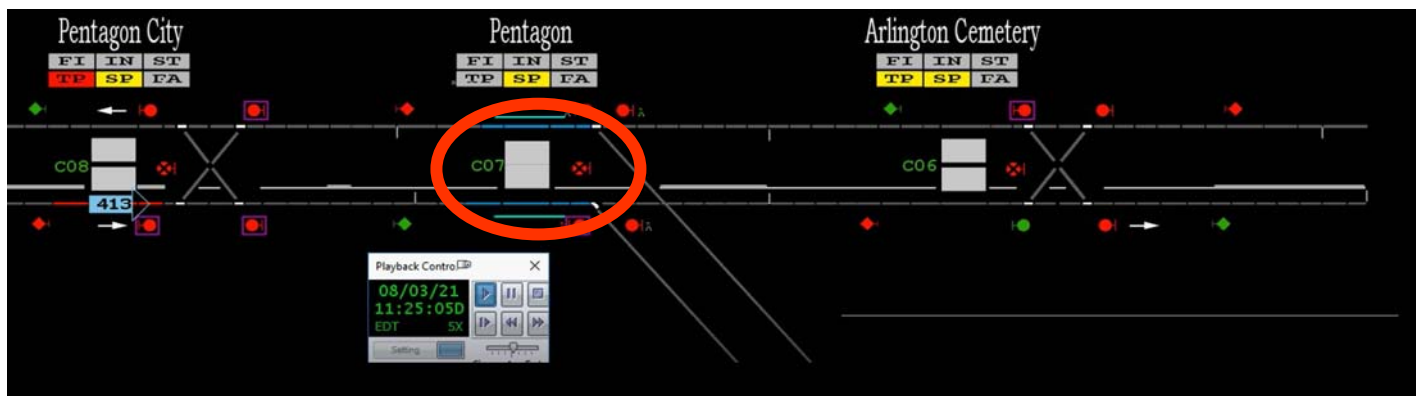 Pentagon City Pentagon Arlington Cemetery
FI IN ST FI IN ST FI IN ST
TP SP FA TP SP FA TP SP FA
C08 C07 C06
413
Playback Contro
08/03/21
11:25:05D
EDT 5X
Setting